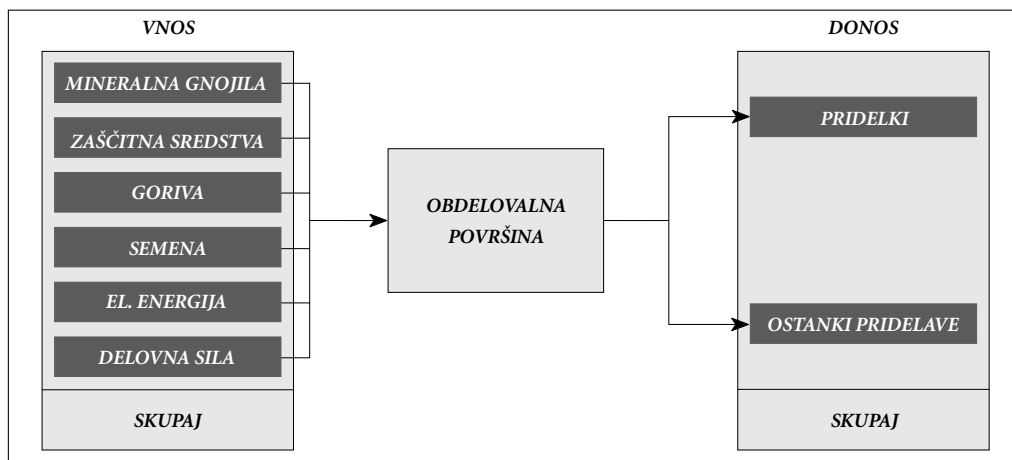 VNOS
MINERALNA GNOJILA
ZAŠČITNA SREDSTVA
GORIVA
SEMENA
EL. ENERGIJA
DELOVNA SILA
SKUPAJ
OBDELOVALNA
POVRŠINA
DONOS
PRIDELKI
OSTANKI PRIDELAVE
SKUPAJ